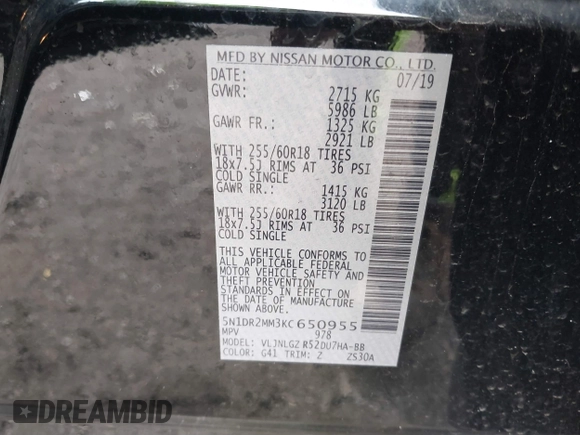 MFD BY NISSAN MOTOR CO., LTD.
DATE: 07/19
GVWR: 2715 KG
5986 LB
GAWR FR.: 1325 KG
2921 LB
WITH 255/60R18 TIRES
18x7.5J RIMS AT 36 PSI
COLD SINGLE
GAWR RR.: 1415 KG
3120 LB
WITH 255/60R18 TIRES
18x7.5J RIMS AT 36 PSI
COLD SINGLE
THIS VEHICLE CONFORMS TO
ALL APPLICABLE FEDERAL
MOTOR VEHICLE SAFETY AND
THEFT PREVENTION
STANDARDS IN EFFECT ON
THE DATE OF MANUFACTURE
SHOWN ABOVE.
5N1DR2MM3KC650955
MPV 978
MODEL: VLJNLGZ R52DU7HA-BB
COLOR: G41 TRIM: Z ZS30A
DREAMBID